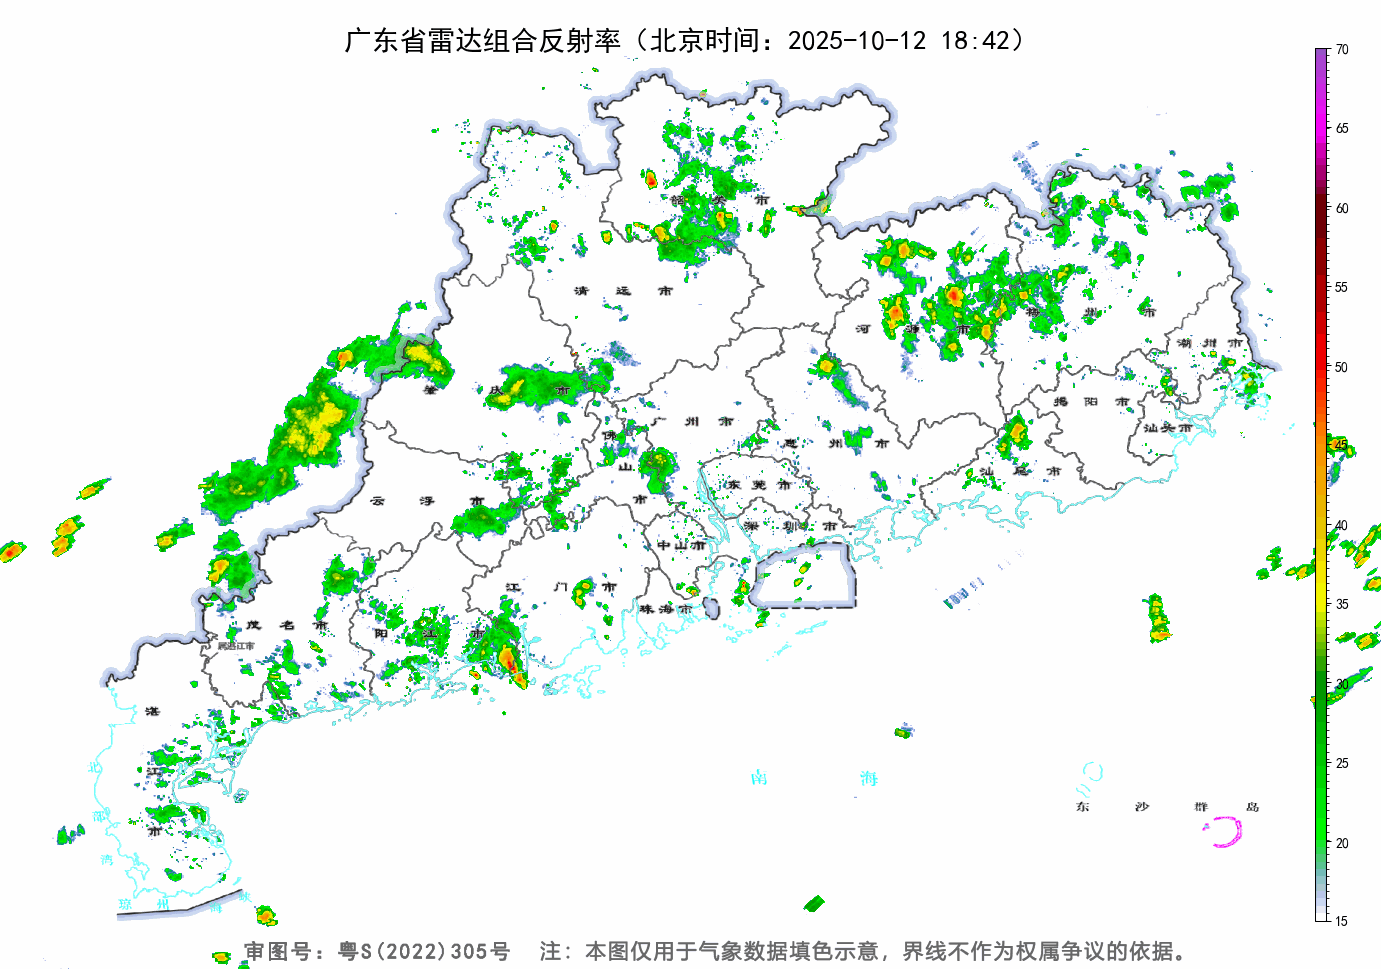 广东省雷达组合反射率（北京时间：2025-10-12 18:42）
70
65
60
55
50
45
40
35
30
25
20
15
韶关市
清远市
河源市
梅州市
潮州市
肇庆市
广州市
佛山市
惠州市
揭阳市
汕头市
汕尾市
云浮市
东莞市
深圳市
中山市
江门市
珠海市
茂名市
属湛江市
阳江市
湛江市
北部湾
琼州海峡
南海
东沙群岛
审图号：粤S(2022)305号 注：本图仅用于气象数据填色示意，界线不作为权属争议的依据。